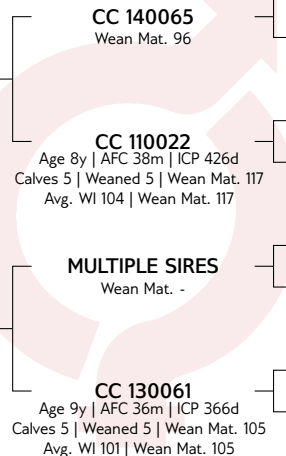 CC 140065
Wean Mat. 96
CC 110022
Age 8y | AFC 38m | ICP 426d
Calves 5 | Weaned 5 | Wean Mat. 117
Avg. WI 104 | Wean Mat. 117
MULTIPLE SIRES
Wean Mat. -
CC 130061
Age 9y | AFC 36m | ICP 366d
Calves 5 | Weaned 5 | Wean Mat. 105
Avg. WI 101 | Wean Mat. 105